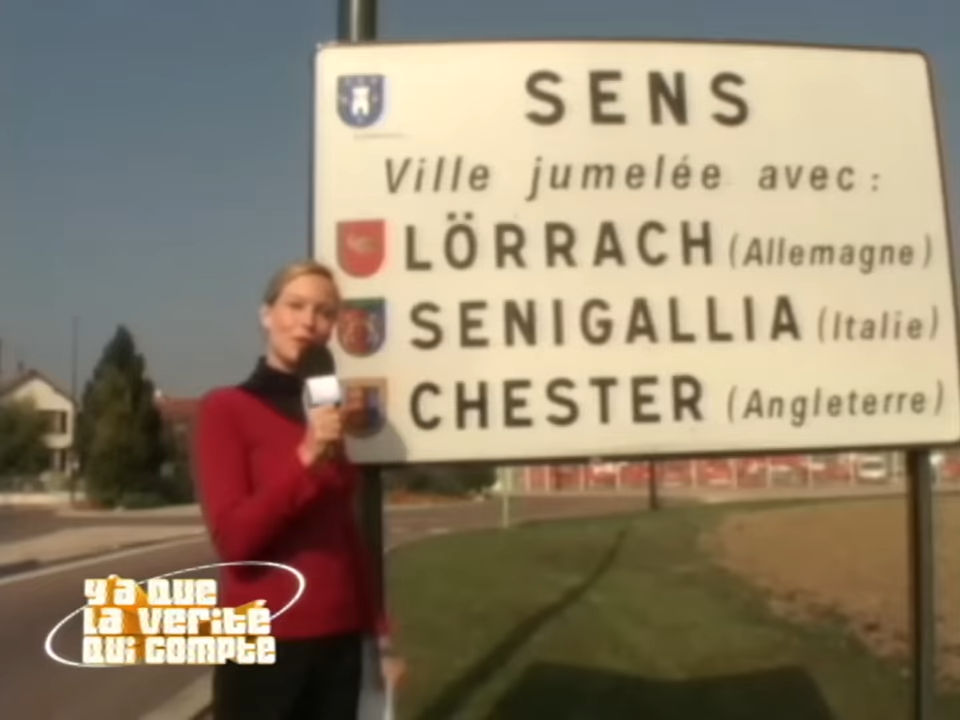 SENS
Ville jumelée avec :
LÖRRACH (Allemagne)
SENIGALLIA (Italie)
CHESTER (Angleterre)
Y'a que
la vérité
qui compte